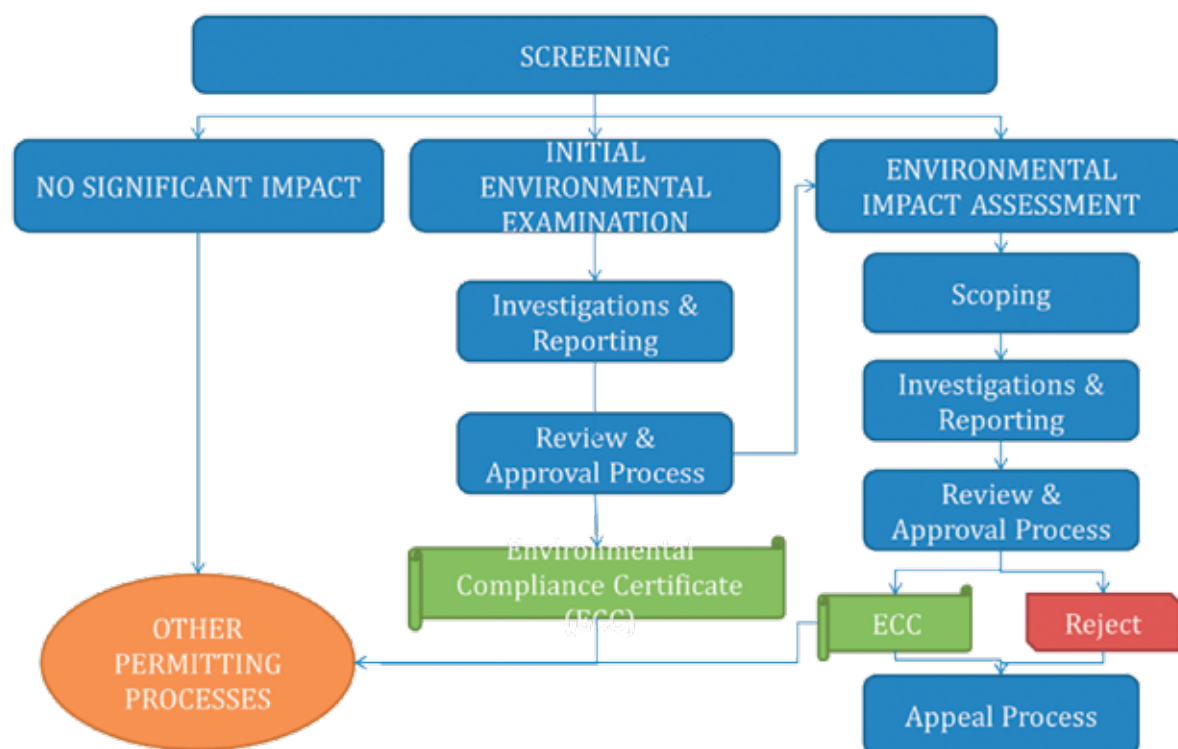 SCREENING
NO SIGNIFICANT IMPACT
INITIAL
ENVIRONMENTAL
EXAMINATION
ENVIRONMENTAL
IMPACT ASSESSMENT
Investigations &
Reporting
Scoping
Review &
Approval Process
Investigations &
Reporting
Environmental
Compliance Certificate
(ECC)
Review &
Approval Process
OTHER
PERMITTING
PROCESSES
ECC
Reject
Appeal Process